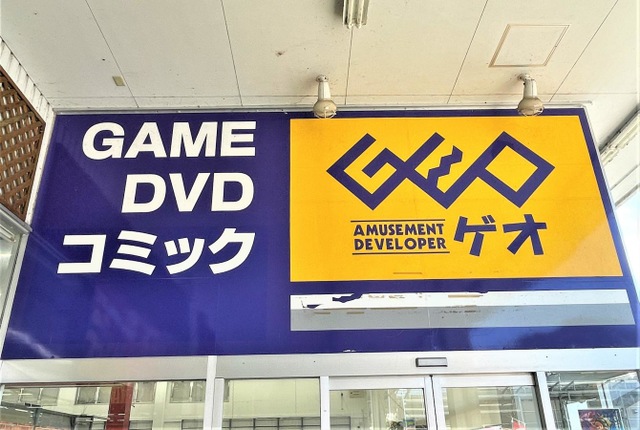 GAME
DVD
コミック
GEO
AMUSEMENT
DEVELOPER
ゲオ